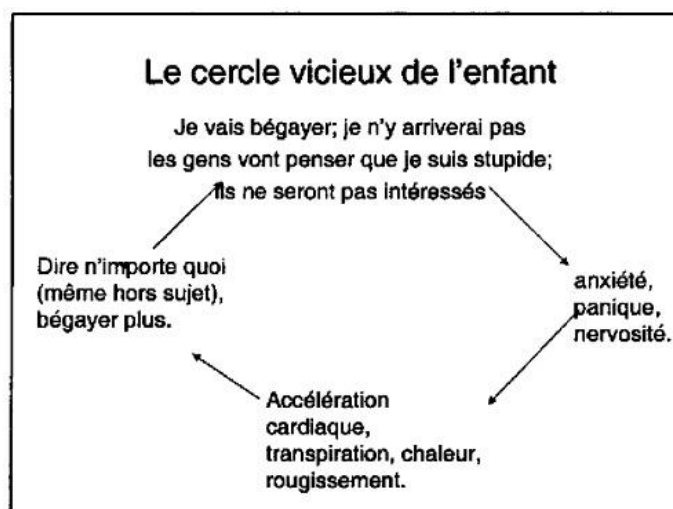 Le cercle vicieux de l'enfant
Je vais bégayer; je n'y arriverai pas
les gens vont penser que je suis stupide;
ils ne seront pas intéressés
anxiété,
panique,
nervosité.
Accélération
cardiaque,
transpiration, chaleur,
rougissement.
Dire n'importe quoi
(même hors sujet),
bégayer plus.